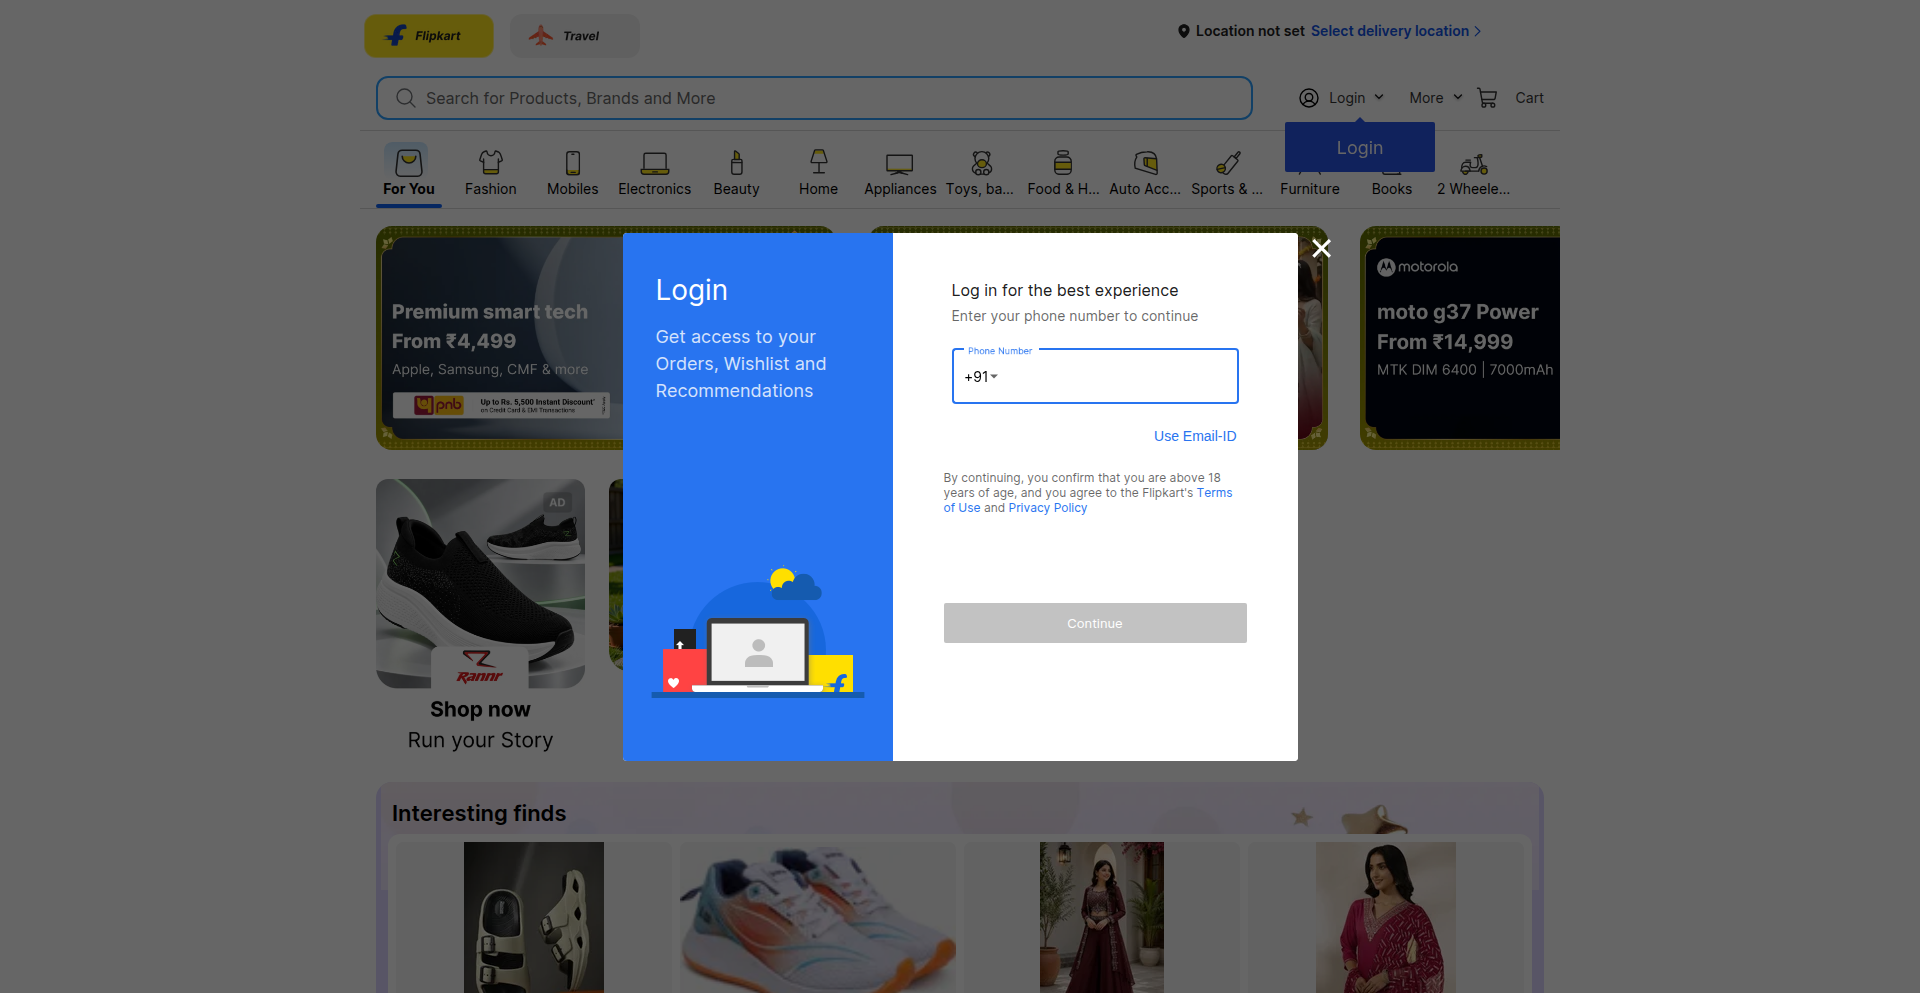 Flipkart
Travel
Location not set Select delivery location
Search for Products, Brands and More
Login
More
Cart
Login
For You
Fashion
Mobiles
Electronics
Beauty
Home
Appliances
Toys, ba...
Food & H...
Auto Acc...
Sports & ...
Furniture
Books
2 Wheele...
Premium smart tech
From ₹4,499
Apple, Samsung, CMF & more
pnb
Up to Rs. 5,500 Instant Discount*
on Credit Card & EMI Transactions
motorola
moto g37 Power
From ₹14,999
MTK DIM 6400 | 7000mAh
Login
Get access to your
Orders, Wishlist and
Recommendations
Log in for the best experience
Enter your phone number to continue
Phone Number
+91
Use Email-ID
By continuing, you confirm that you are above 18
years of age, and you agree to the Flipkart's Terms
of Use and Privacy Policy
Continue
AD
Rannr
Shop now
Run your Story
Interesting finds